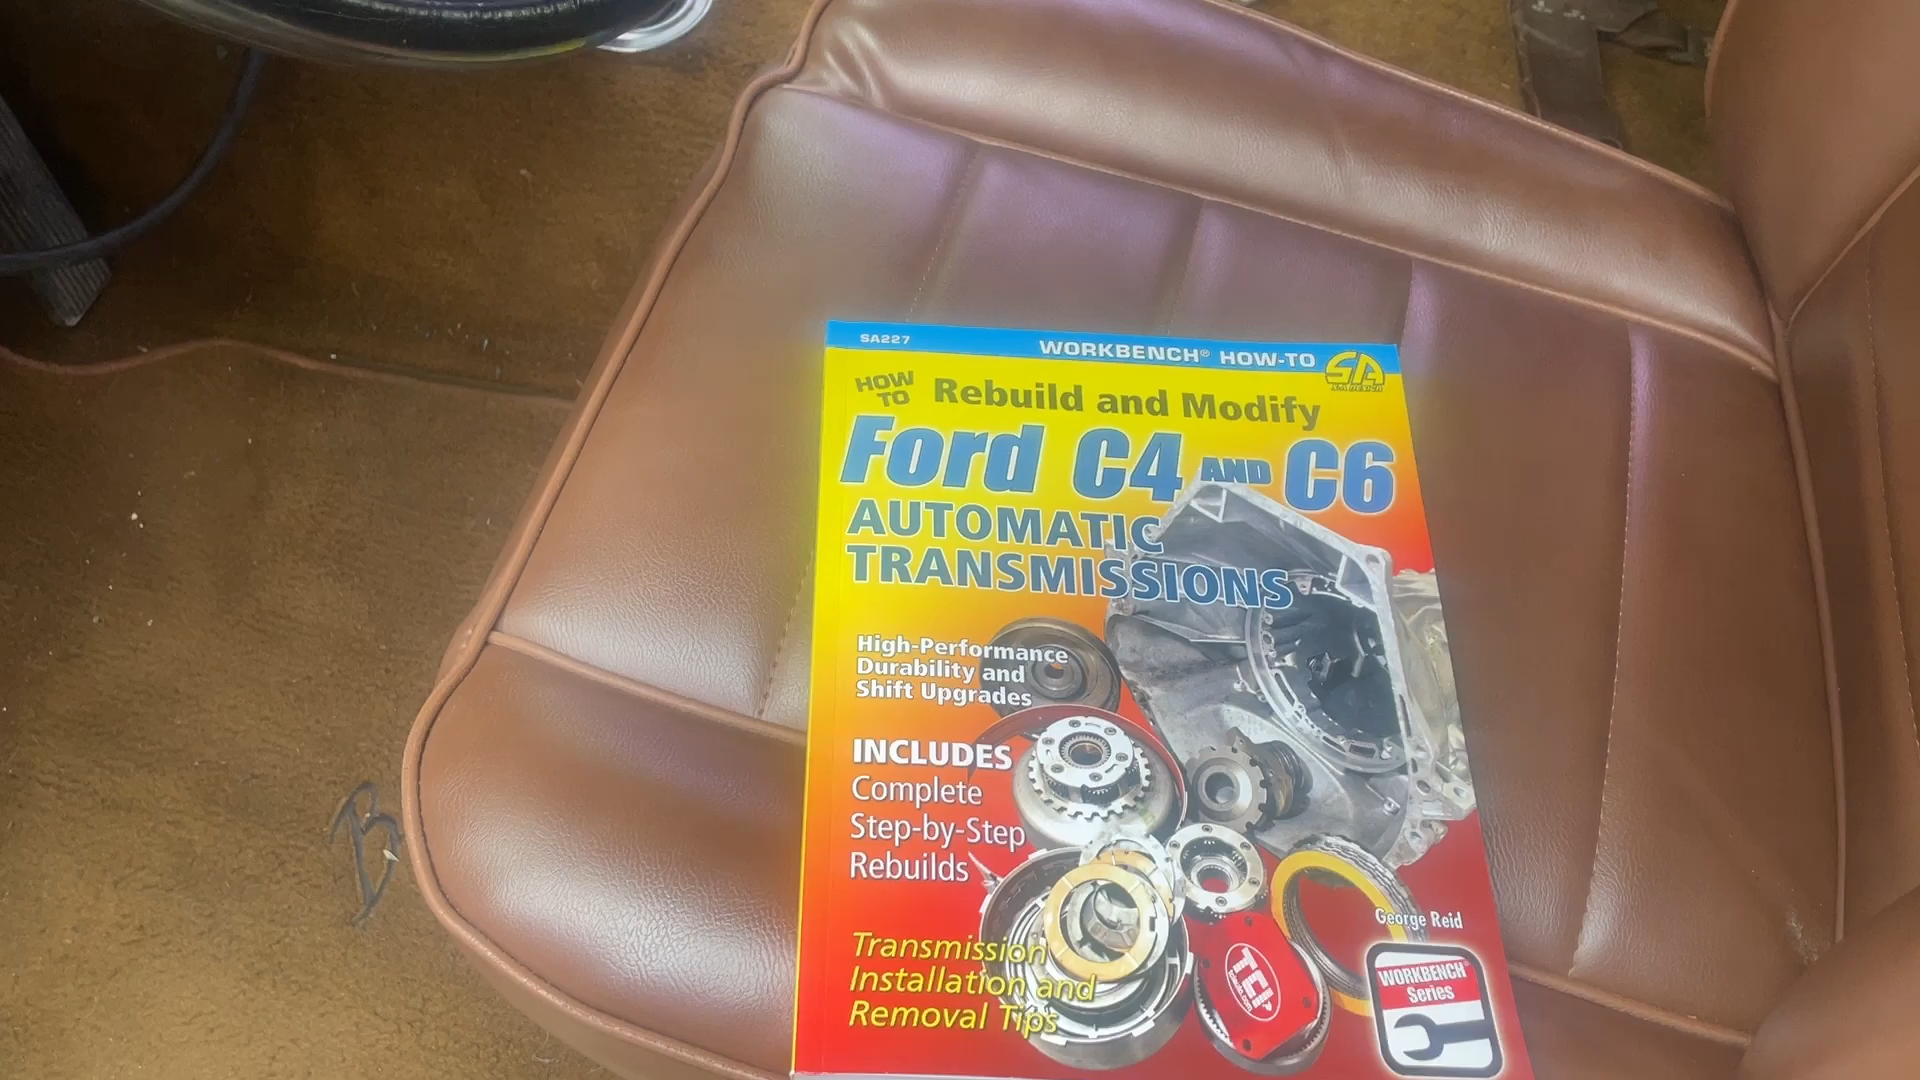 SA227
WORKBENCH® HOW-TO
SA
HOW TO
Rebuild and Modify
Ford C4 AND C6
AUTOMATIC
TRANSMISSIONS
High-Performance
Durability and
Shift Upgrades
INCLUDES
Complete
Step-by-Step
Rebuilds
Transmission
Installation and
Removal Tips
George Reid
WORKBENCH®
Series
B